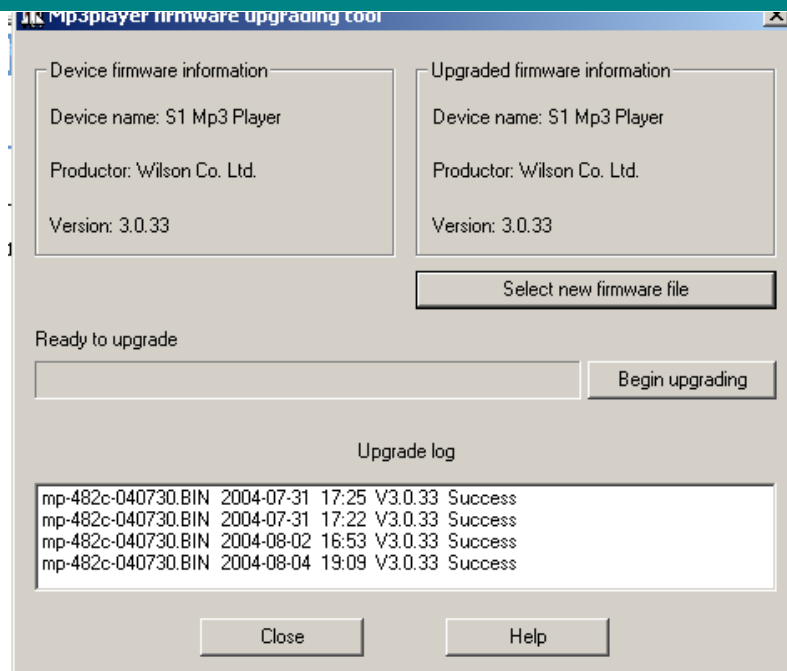 Mp3player firmware upgrading tool
Device firmware information
Device name: S1 Mp3 Player
Productor: Wilson Co. Ltd.
Version: 3.0.33
Upgraded firmware information
Device name: S1 Mp3 Player
Productor: Wilson Co. Ltd.
Version: 3.0.33
Select new firmware file
Ready to upgrade
Begin upgrading
Upgrade log
mp-482c-040730.BIN 2004-07-31 17:25 V3.0.33 Success
mp-482c-040730.BIN 2004-07-31 17:22 V3.0.33 Success
mp-482c-040730.BIN 2004-08-02 16:53 V3.0.33 Success
mp-482c-040730.BIN 2004-08-04 19:09 V3.0.33 Success
Close
Help